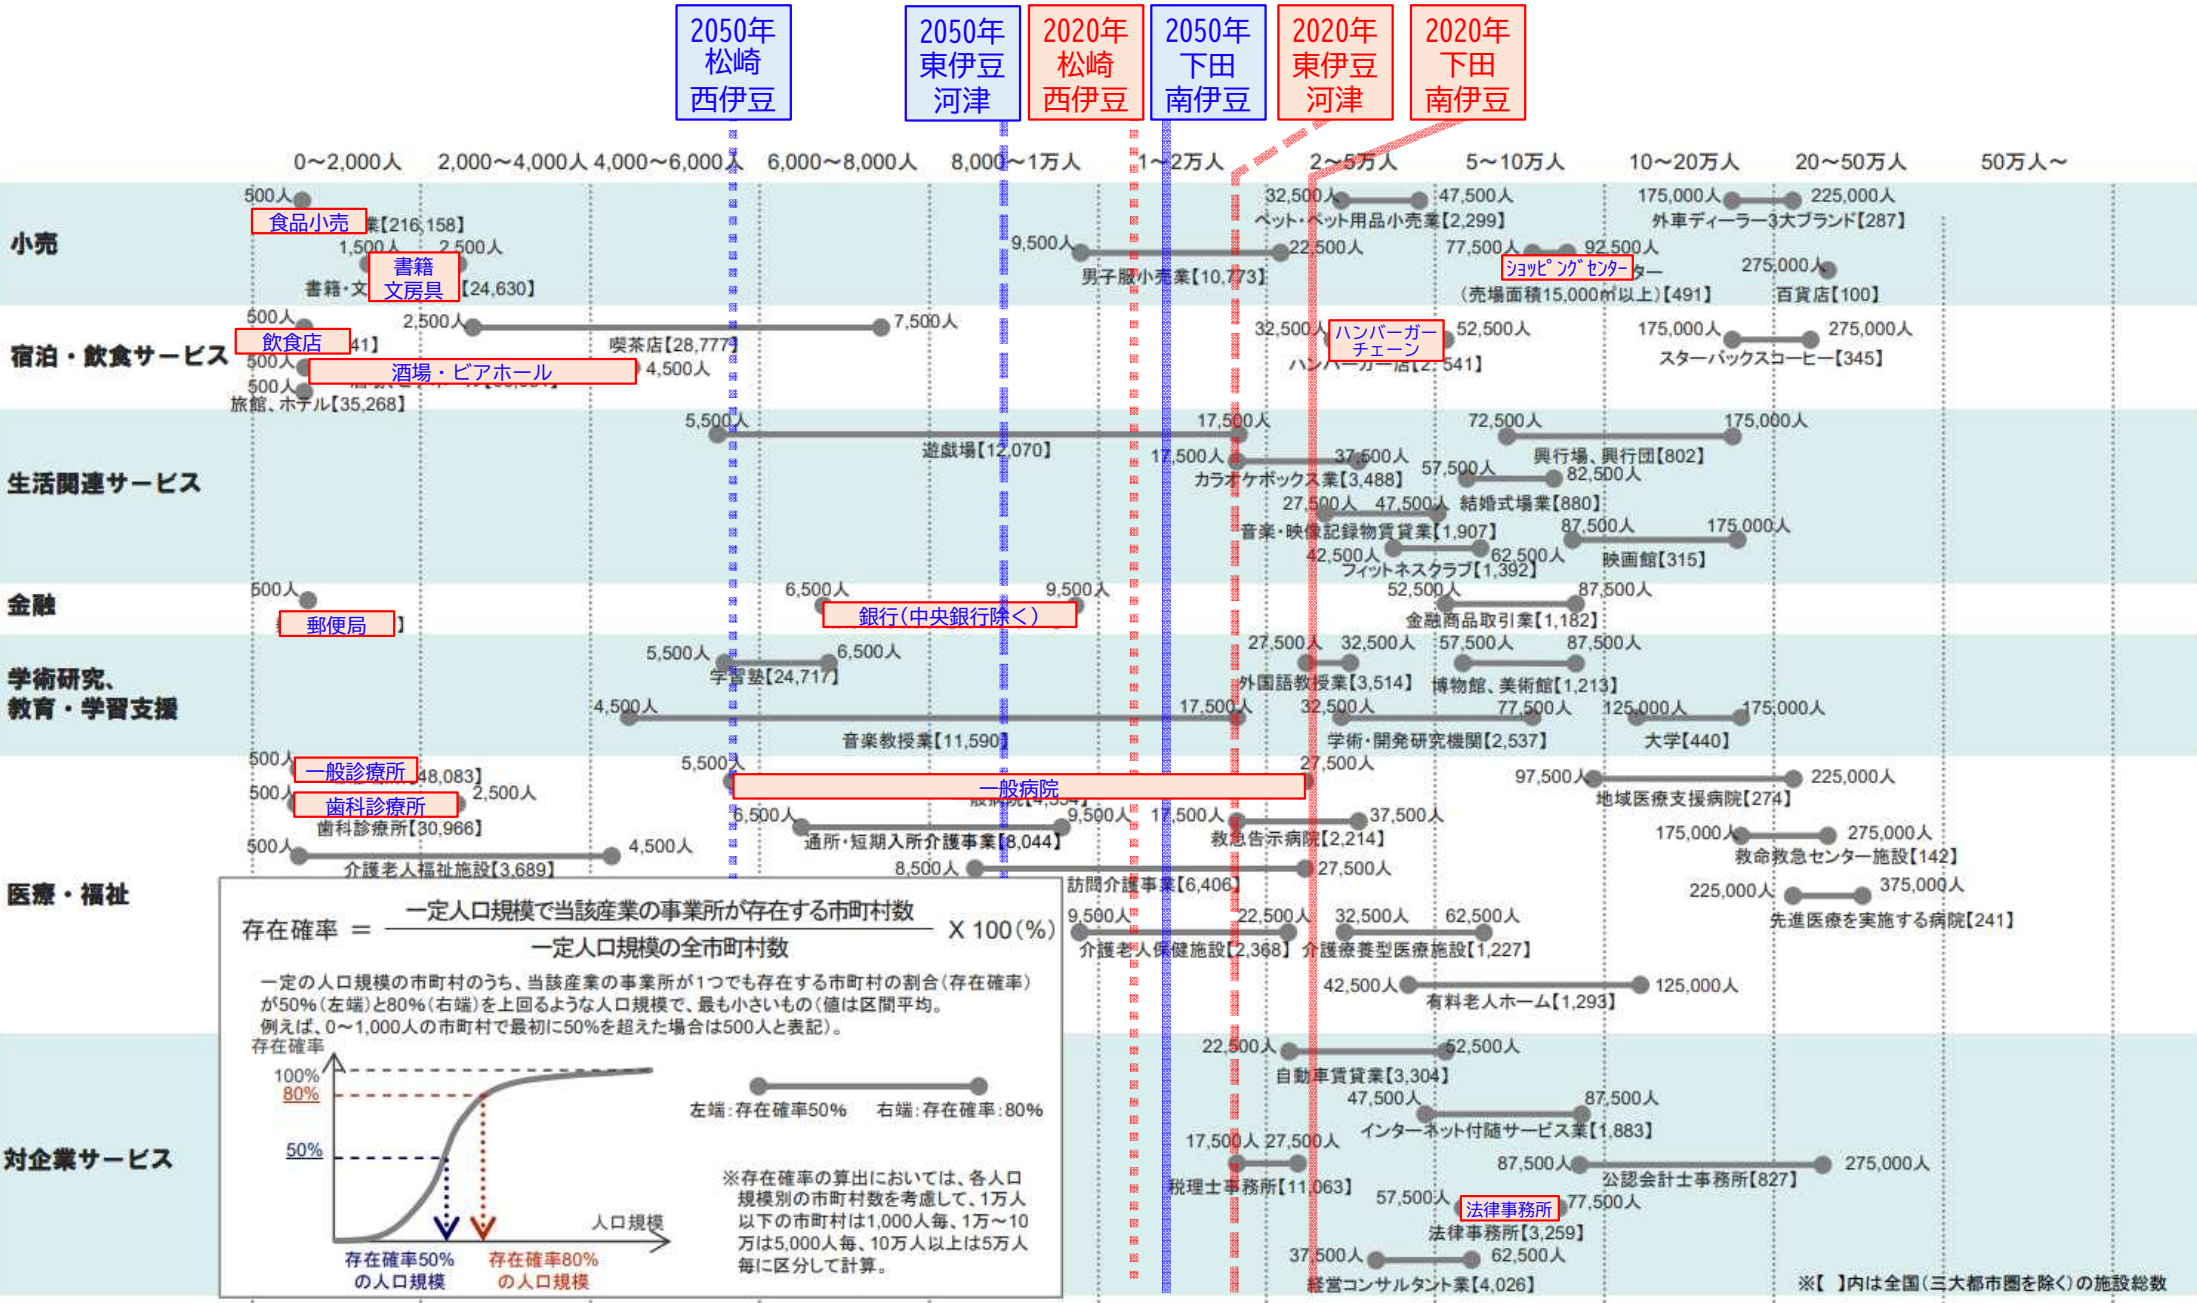 2050年
松崎
西伊豆
2050年
東伊豆
河津
2020年
松崎
西伊豆
2050年
下田
南伊豆
2020年
東伊豆
河津
2020年
下田
南伊豆
0～2,000人 2,000～4,000人 4,000～6,000人 6,000～8,000人 8,000～1万人 1～2万人 2～5万人 5～10万人 10～20万人 20～50万人 50万人～
小売
500人
食品小売 業【216,158】
1,500人 2,500人
書籍
文房具
書籍・文 【24,630】
9,500人 22,500人
男子服小売業【10,773】
32,500人 47,500人
ペット・ペット用品小売業【2,299】
77,500人 92,500人
ショッピングセンター ター
(売場面積15,000㎡以上)【491】
175,000人 225,000人
外車ディーラー3大ブランド【287】
275,000人
百貨店【100】
宿泊・飲食サービス
500人
飲食店 41】
2,500人 7,500人
喫茶店【28,777】
500人 4,500人
酒場・ビアホール
500人
旅館、ホテル【35,268】
32,500人 52,500人
ハンバーガー
チェーン
ハンバーガー店【2,541】
175,000人 275,000人
スターバックスコーヒー【345】
生活関連サービス
5,500人 17,500人
遊戯場【12,070】
17,500人 37,500人
カラオケボックス業【3,488】
27,500人 47,500人
音楽・映像記録物賃貸業【1,907】
42,500人 62,500人
フィットネスクラブ【1,392】
72,500人 175,000人
興行場、興行団【802】
57,500人 82,500人
結婚式場業【880】
87,500人 175,000人
映画館【315】
金融
500人
郵便局 】
6,500人 9,500人
銀行(中央銀行除く)
52,500人 87,500人
金融商品取引業【1,182】
学術研究、
教育・学習支援
5,500人 6,500人
学習塾【24,717】
4,500人 17,500人
音楽教授業【11,590】
27,500人 32,500人
外国語教授業【3,514】
57,500人 87,500人
博物館、美術館【1,213】
32,500人 77,500人
学術・開発研究機関【2,537】
125,000人 175,000人
大学【440】
医療・福祉
500人
一般診療所 48,083】
500人 2,500人
歯科診療所
歯科診療所【30,966】
500人 4,500人
介護老人福祉施設【3,689】
5,500人 27,500人
一般病院
6,500人 9,500人
通所・短期入所介護事業【8,044】
17,500人 37,500人
救急告示病院【2,214】
8,500人 27,500人
訪問介護事業【6,406】
9,500人 22,500人
介護老人保健施設【2,368】
32,500人 62,500人
介護療養型医療施設【1,227】
42,500人 125,000人
有料老人ホーム【1,293】
97,500人 225,000人
地域医療支援病院【274】
175,000人 275,000人
救命救急センター施設【142】
225,000人 375,000人
先進医療を実施する病院【241】
対企業サービス
22,500人 52,500人
自動車賃貸業【3,304】
47,500人 87,500人
インターネット付随サービス業【1,883】
17,500人 27,500人
税理士事務所【11,063】
87,500人 275,000人
公認会計士事務所【827】
57,500人 77,500人
法律事務所
法律事務所【3,259】
37,500人 62,500人
経営コンサルタント業【4,026】
存在確率 ＝ 一定人口規模で当該産業の事業所が存在する市町村数 X 100(%)
一定人口規模の全市町村数
一定の人口規模の市町村のうち、当該産業の事業所が1つでも存在する市町村の割合(存在確率)
が50%(左端)と80%(右端)を上回るような人口規模で、最も小さいもの(値は区間平均。
例えば、0～1,000人の市町村で最初に50%を超えた場合は500人と表記)。
存在確率
100%
80%
50%
人口規模
存在確率50%
の人口規模
存在確率80%
の人口規模
左端:存在確率50% 右端:存在確率:80%
※存在確率の算出においては、各人口
規模別の市町村数を考慮して、1万人
以下の市町村は1,000人毎、1万～10
万は5,000人毎、10万人以上は5万人
毎に区分して計算。
※【 】内は全国(三大都市圏を除く)の施設総数